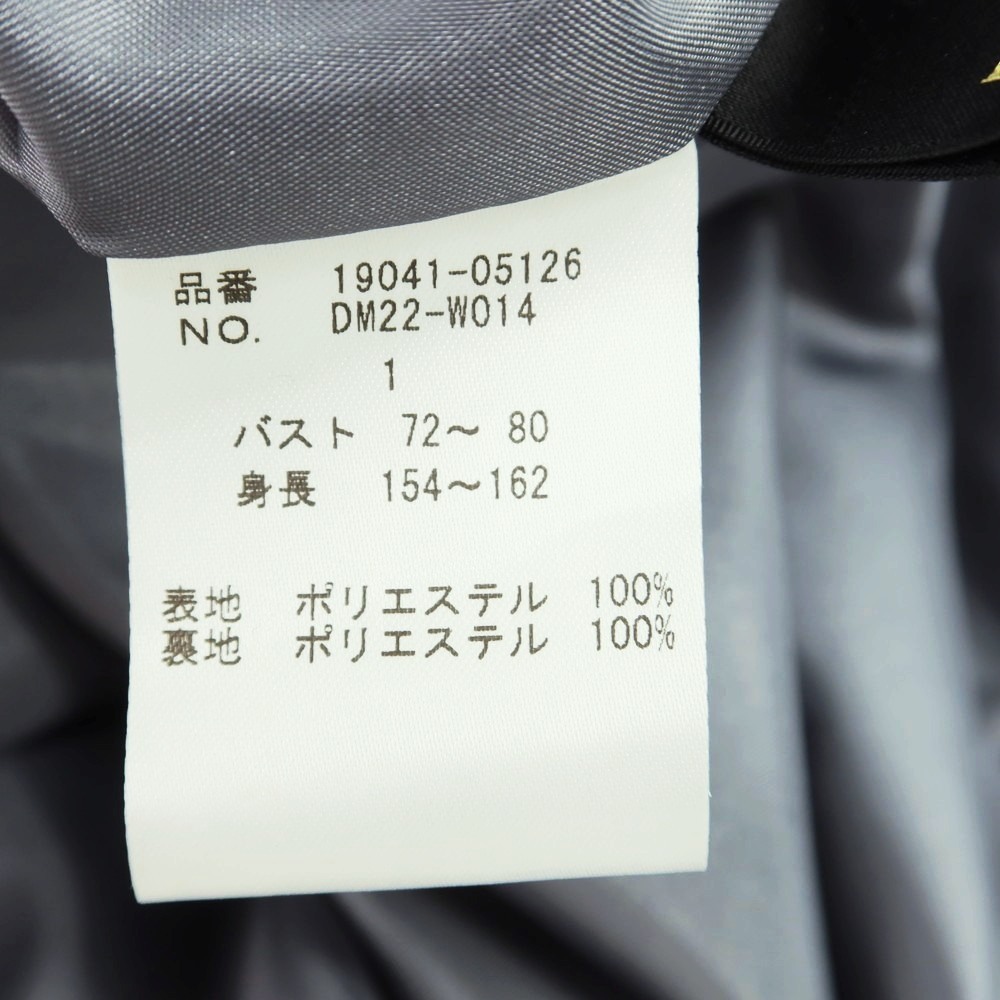 品番 19041-05126
NO. DM22-W014
1
バスト 72～ 80
身長 154～162
表地 ポリエステル 100%
裏地 ポリエステル 100%